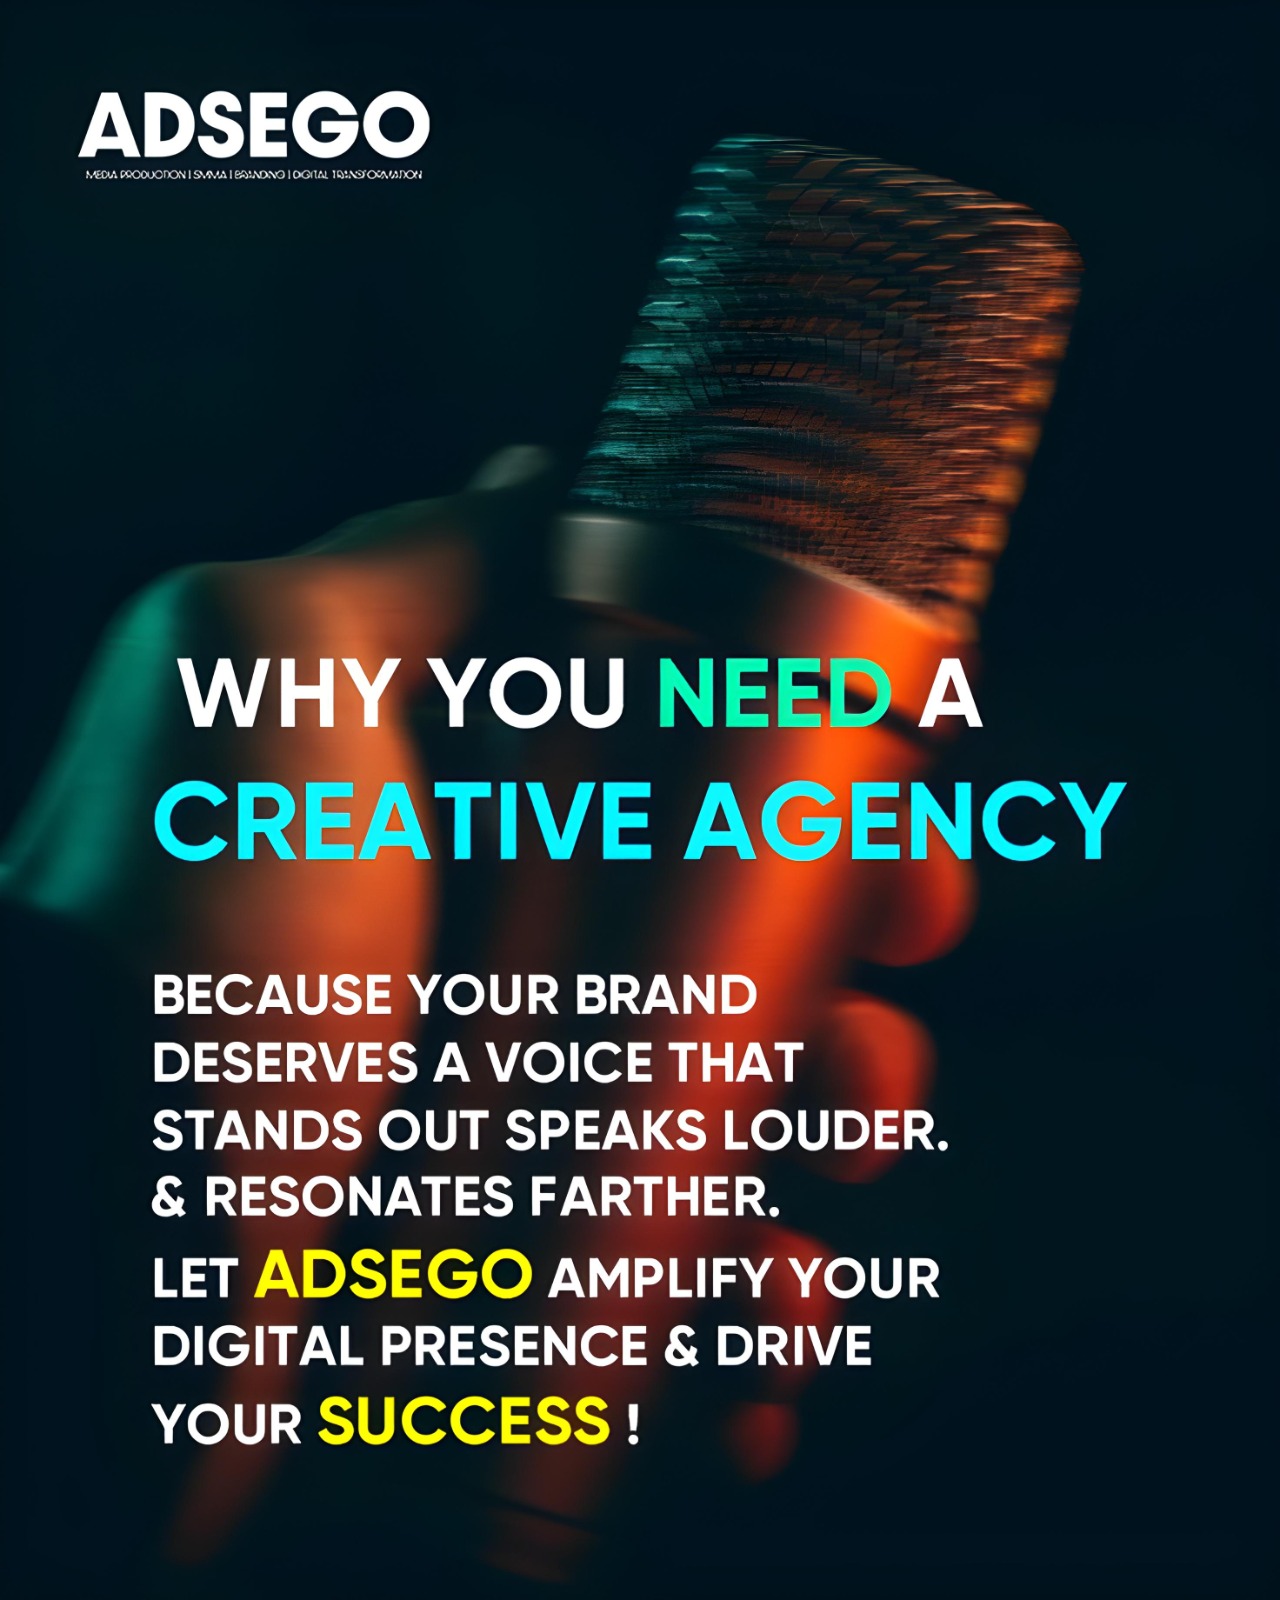 ADSEGO
MEDIA PRODUCTION | SMMA | BRANDING | DIGITAL TRANSFORMATION
WHY YOU NEED A
CREATIVE AGENCY
BECAUSE YOUR BRAND
DESERVES A VOICE THAT
STANDS OUT SPEAKS LOUDER.
& RESONATES FARTHER.
LET ADSEGO AMPLIFY YOUR
DIGITAL PRESENCE & DRIVE
YOUR SUCCESS !